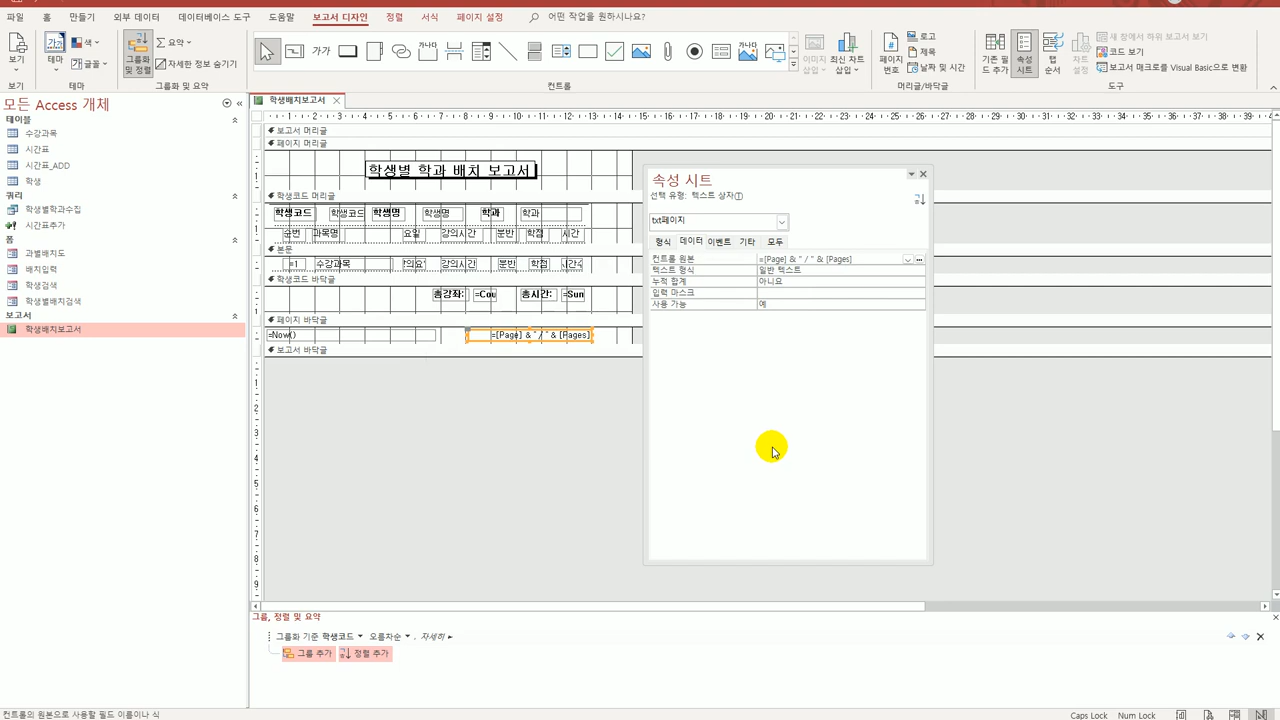 파일 홈 만들기 외부 데이터 데이터베이스 도구 도움말 보고서 디자인 정렬 서식 페이지 설정 어떤 작업을 원하시나요?
보기
테마
색
글꼴
그룹화 및 정렬
요약
자세한 정보 숨기기
가가
가나다
이미지 삽입
최신 차트 삽입
페이지 번호
로고
제목
날짜 및 시간
기존 필드 추가
속성 시트
탭 순서
차트 설정
새 창에서 하위 보고서 보기
코드 보기
보고서 매크로를 Visual Basic으로 변환
보기 테마 그룹화 및 요약 컨트롤 머리글/바닥글 도구
모든 Access 개체
테이블
수강과목
시간표
시간표_ADD
학생
쿼리
학생별학과수집
시간표추가
폼
과별배치도
배치입력
학생검색
학생별배치검색
보고서
학생배치보고서
학생배치보고서
보고서 머리글
페이지 머리글
학생별 학과 배치 보고서
학생코드 머리글
학생코드 학생코드 학생명 학생명 학과 학과
순번 과목명 요일 강의시간 분반 학점 시간
본문
=1 수강과목 강의시간 분반 학점
학생코드 바닥글
총강좌: =Cou 총시간: =Sun
페이지 바닥글
=Now() =[Page] & " / " & [Pages]
보고서 바닥글
속성 시트
선택 유형: 텍스트 상자(T)
txt페이지
형식 데이터 이벤트 기타 모두
컨트롤 원본 =[Page] & " / " & [Pages]
텍스트 형식 일반 텍스트
누적 합계 아니요
입력 마스크
사용 가능 예
그룹, 정렬 및 요약
그룹화 기준 학생코드 오름차순 , 자세히
그룹 추가 정렬 추가
컨트롤의 원본으로 사용할 필드 이름이나 식
Caps Lock Num Lock